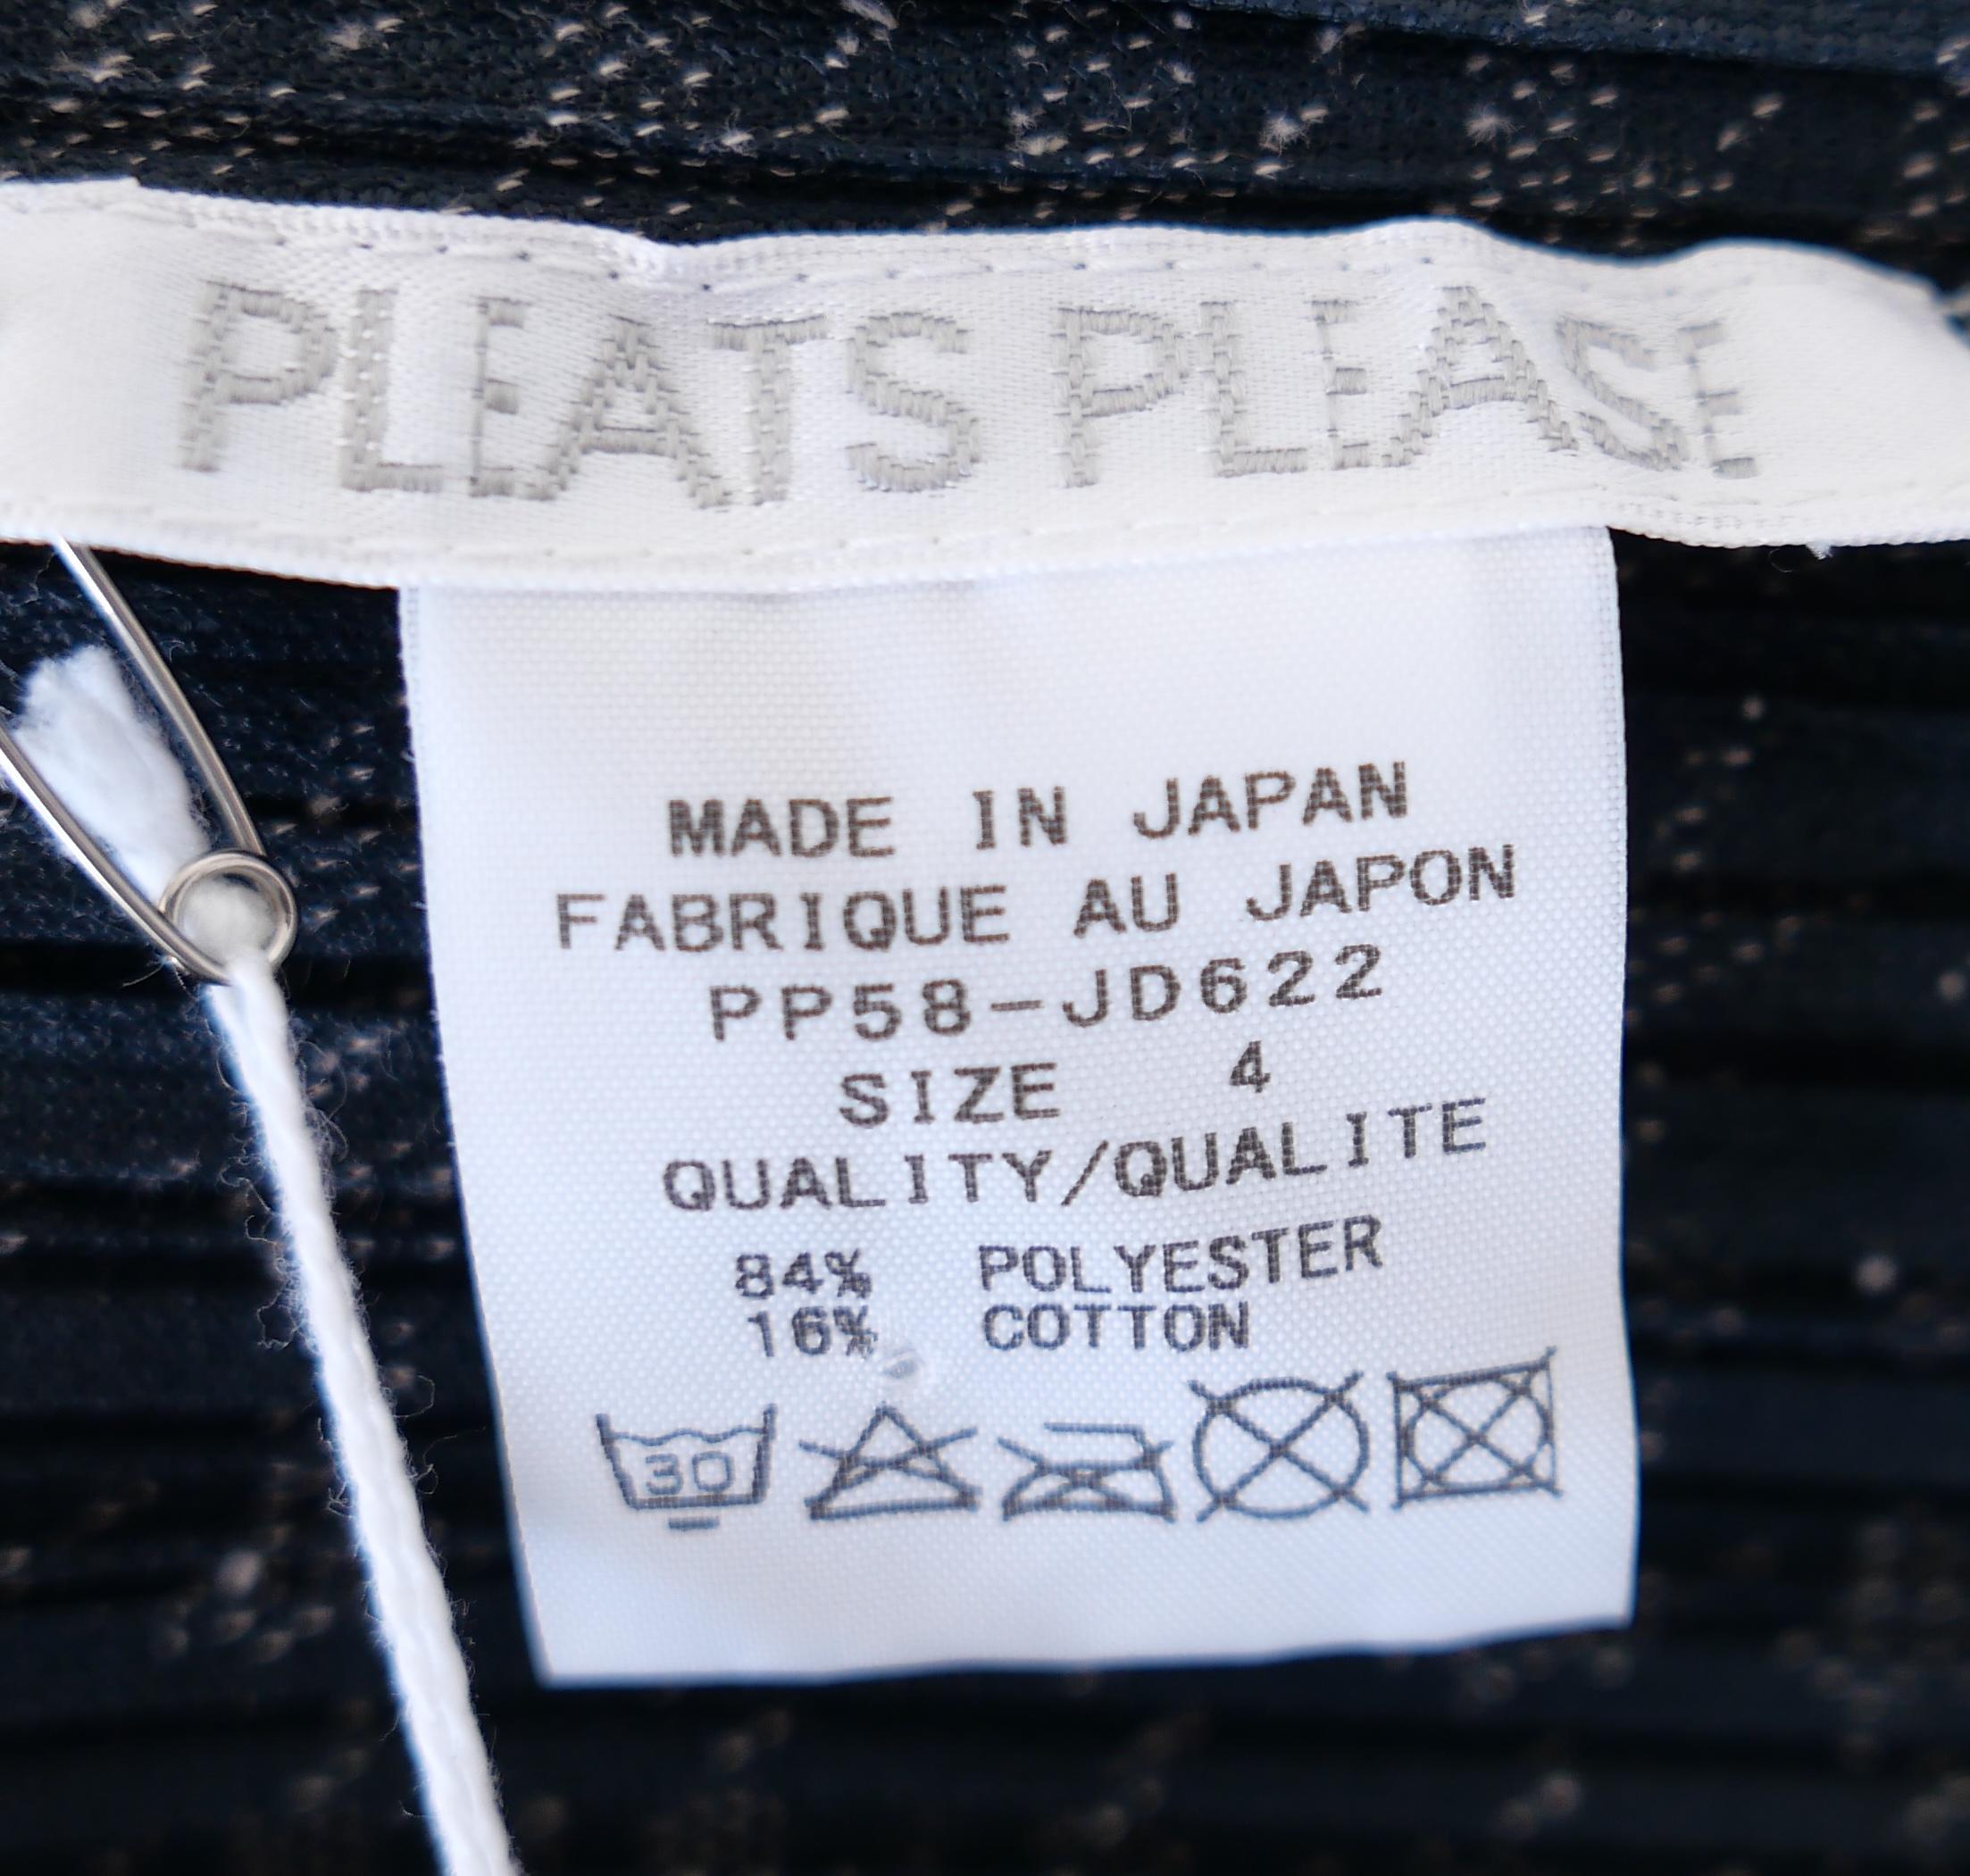 PLEATS PLEASE
MADE IN JAPAN
FABRIQUE AU JAPON
PP58-JD622
SIZE 4
QUALITY/QUALITE
84% POLYESTER
16% COTTON
30